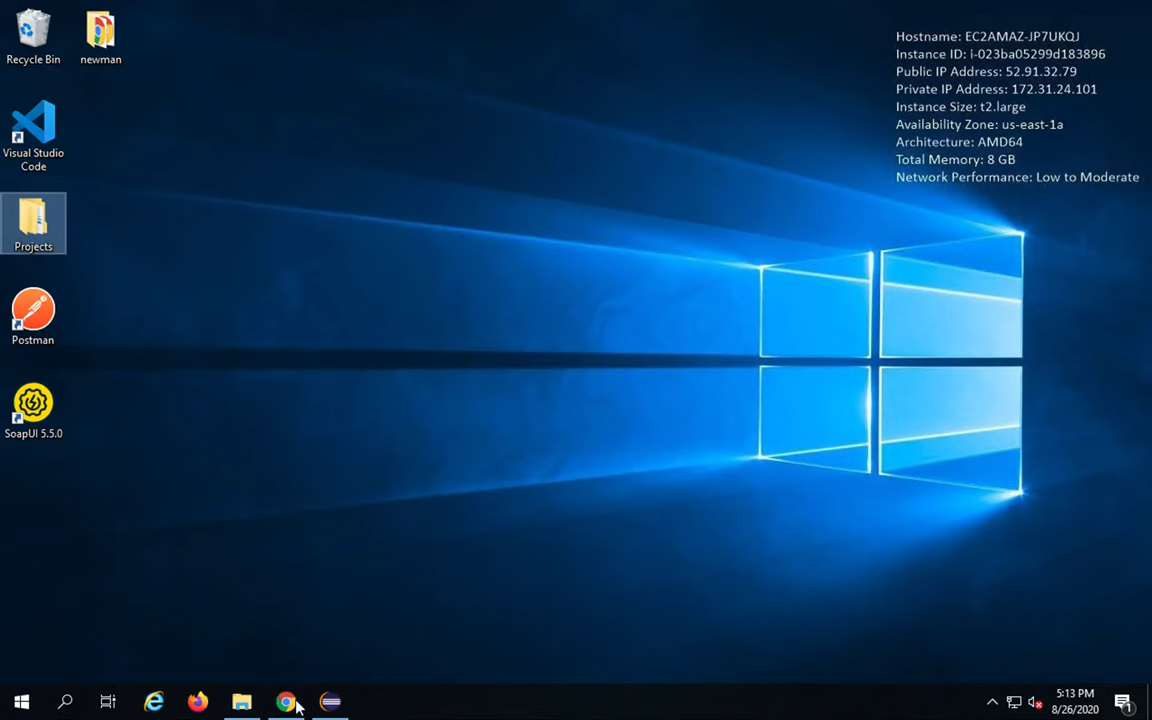 Recycle Bin
newman
Visual Studio
Code
Projects
Postman
SoapUI 5.5.0
Hostname: EC2AMAZ-JP7UKQJ
Instance ID: i-023ba05299d183896
Public IP Address: 52.91.32.79
Private IP Address: 172.31.24.101
Instance Size: t2.large
Availability Zone: us-east-1a
Architecture: AMD64
Total Memory: 8 GB
Network Performance: Low to Moderate
5:13 PM
8/26/2020
1